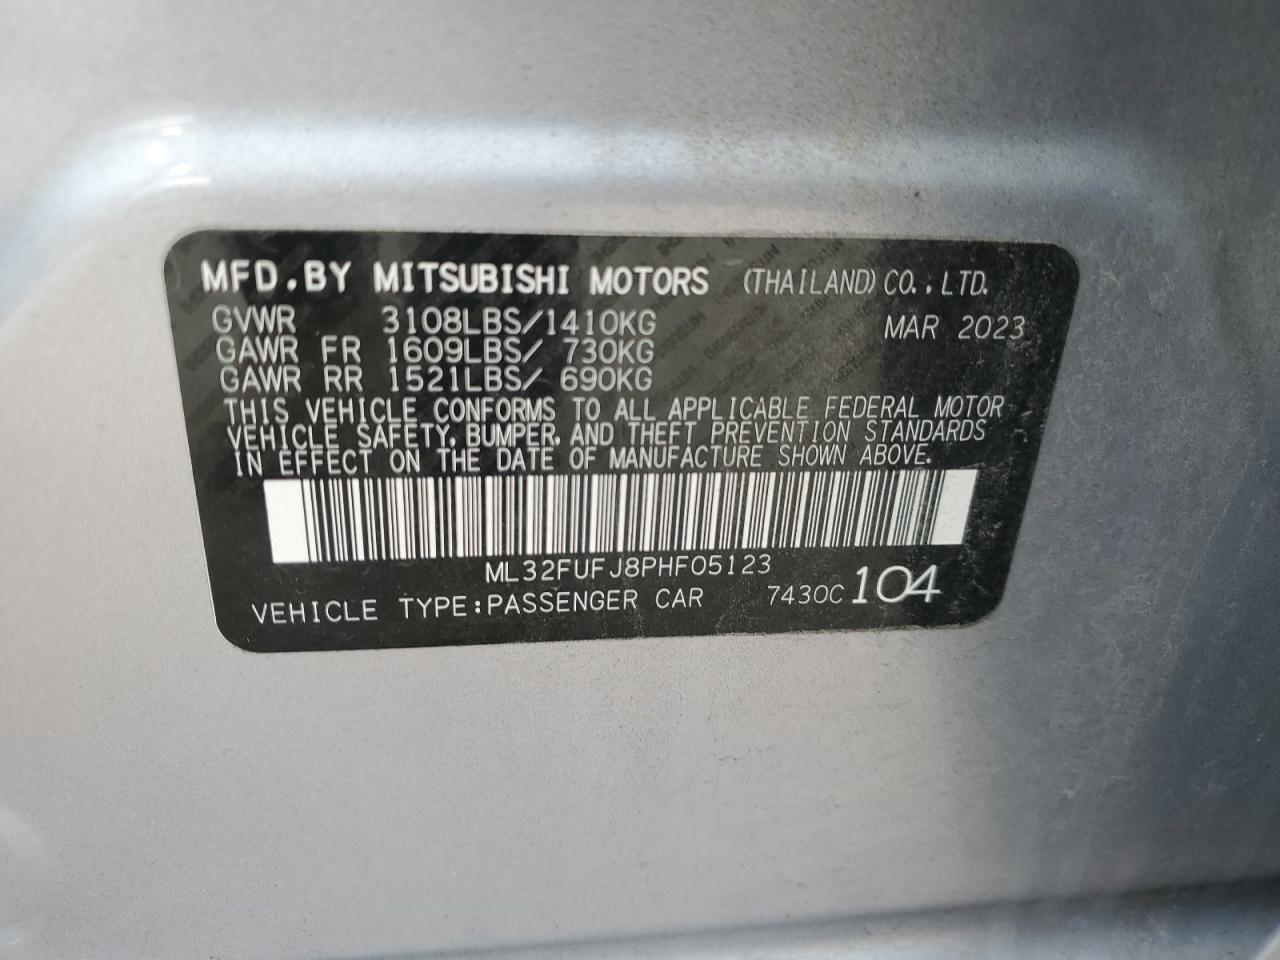 MFD.BY MITSUBISHI MOTORS (THAILAND) CO., LTD.
GVWR 3108LBS/1410KG MAR 2023
GAWR FR 1609LBS/ 730KG
GAWR RR 1521LBS/ 690KG
THIS VEHICLE CONFORMS TO ALL APPLICABLE FEDERAL MOTOR
VEHICLE SAFETY, BUMPER, AND THEFT PREVENTION STANDARDS
IN EFFECT ON THE DATE OF MANUFACTURE SHOWN ABOVE.
ML32FUFJ8PHF05123
VEHICLE TYPE:PASSENGER CAR 7430C 104